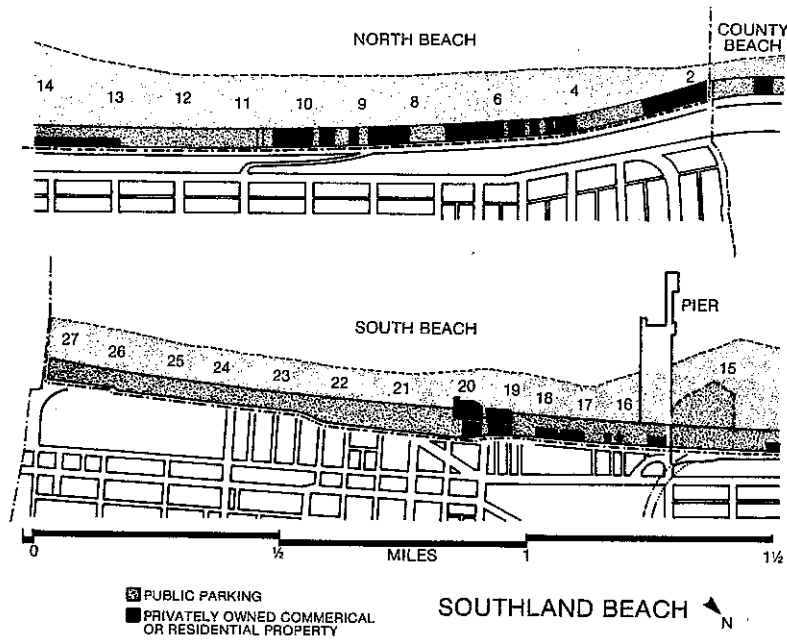 NORTH BEACH
COUNTY
BEACH
14 13 12 11 10 9 8 6 4 2
PIER
SOUTH BEACH
27 26 25 24 23 22 21 20 19 18 17 16 15
0 ½ MILES 1 1½
PUBLIC PARKING
PRIVATELY OWNED COMMERICAL
OR RESIDENTIAL PROPERTY
SOUTHLAND BEACH N